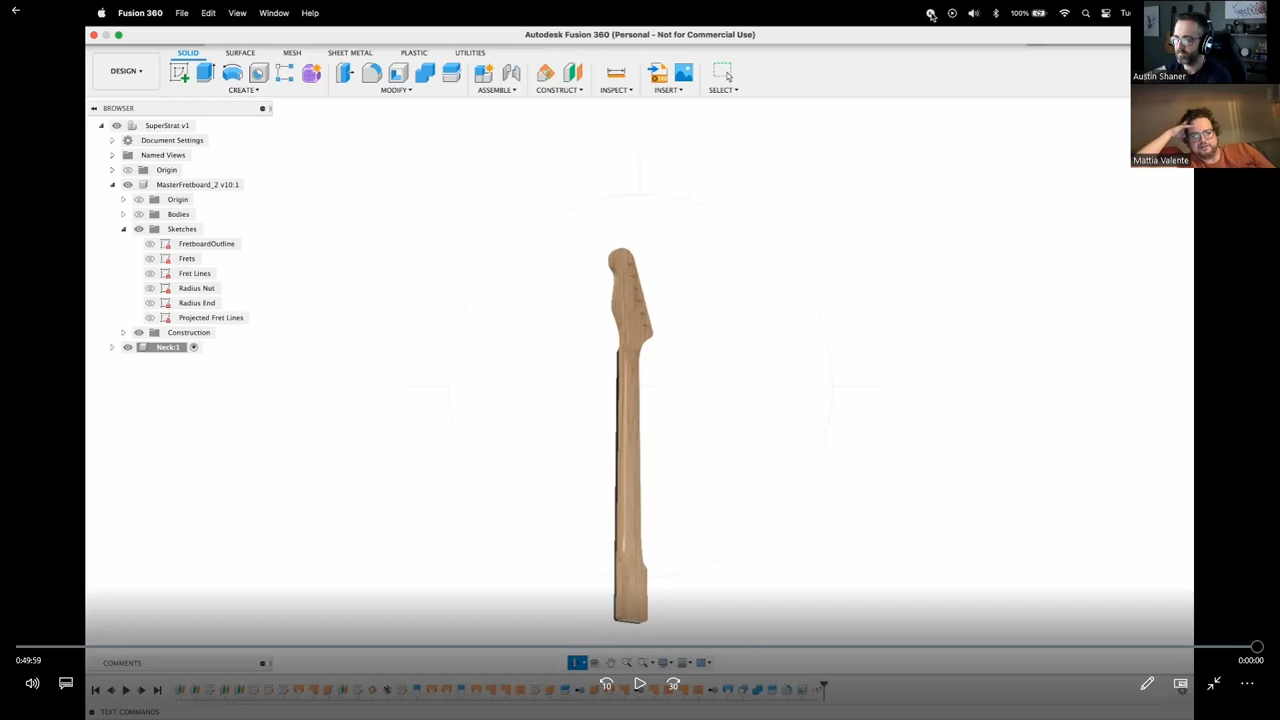 Fusion 360 File Edit View Window Help 100%
Autodesk Fusion 360 (Personal - Not for Commercial Use)
SOLID SURFACE MESH SHEET METAL PLASTIC UTILITIES
DESIGN
CREATE MODIFY ASSEMBLE CONSTRUCT INSPECT INSERT SELECT
Austin Shaner
Mattia Valente
BROWSER
SuperStrat v1
Document Settings
Named Views
Origin
MasterFretboard_2 v10:1
Origin
Bodies
Sketches
FretboardOutline
Frets
Fret Lines
Radius Nut
Radius End
Projected Fret Lines
Construction
Neck:1
0:49:59 0:00:00
COMMENTS
10 30
TEXT COMMANDS